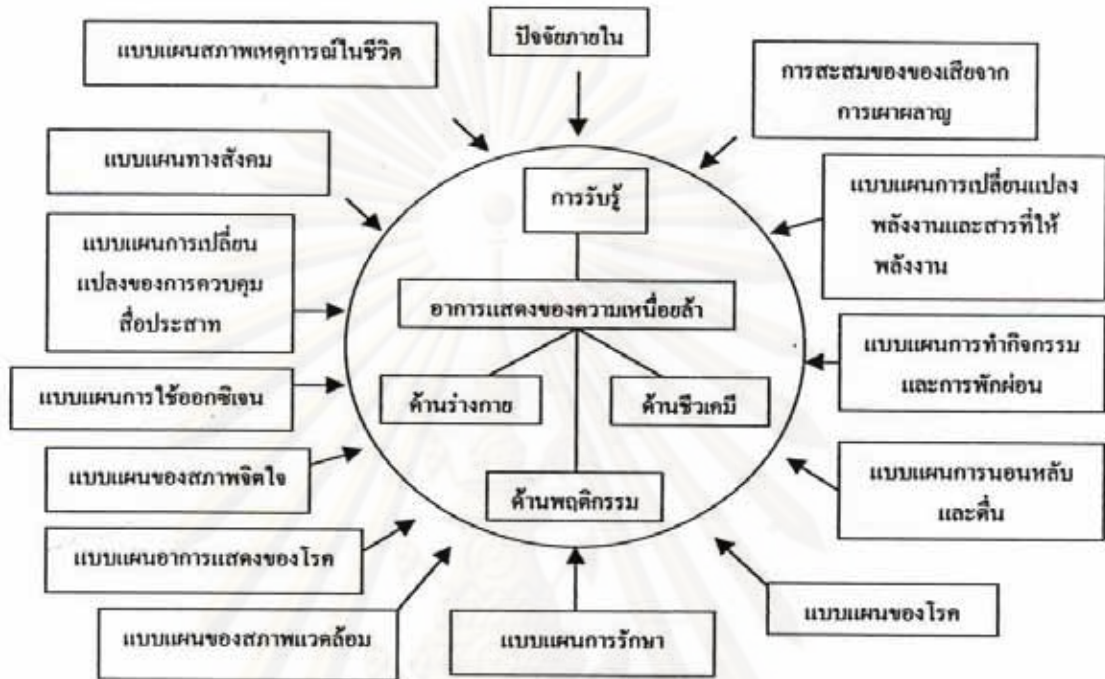 ปัจจัยภายใน
แบบแผนสภาพเหตุการณ์ในชีวิต
การสะสมของของเสียจาก
การเผาผลาญ
แบบแผนทางสังคม
การรับรู้
แบบแผนการเปลี่ยนแปลง
พลังงานและสารที่ให้
พลังงาน
แบบแผนการเปลี่ยน
แปลงของการควบคุม
สื่อประสาท
อาการแสดงของความเหนื่อยล้า
แบบแผนการทำกิจกรรม
และการพักผ่อน
แบบแผนการใช้ออกซิเจน
ด้านร่างกาย
ด้านชีวเคมี
แบบแผนของสภาพจิตใจ
ด้านพฤติกรรม
แบบแผนการนอนหลับ
และตื่น
แบบแผนอาการแสดงของโรค
แบบแผนของโรค
แบบแผนของสภาพแวดล้อม
แบบแผนการรักษา